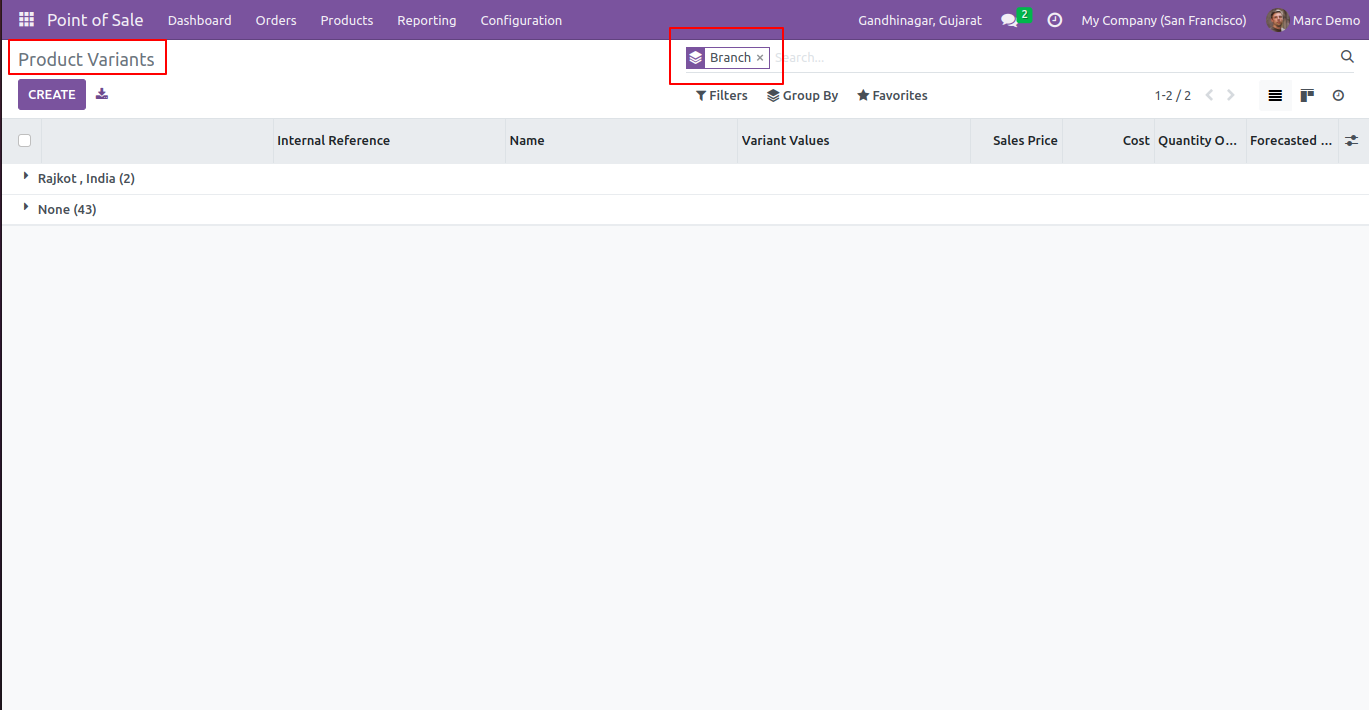 Point of Sale Dashboard Orders Products Reporting Configuration Gandhinagar, Gujarat 2 My Company (San Francisco) Marc Demo
Product Variants Branch × Search...
CREATE Filters Group By Favorites 1-2 / 2
Internal Reference Name Variant Values Sales Price Cost Quantity O... Forecasted ...
Rajkot , India (2)
None (43)